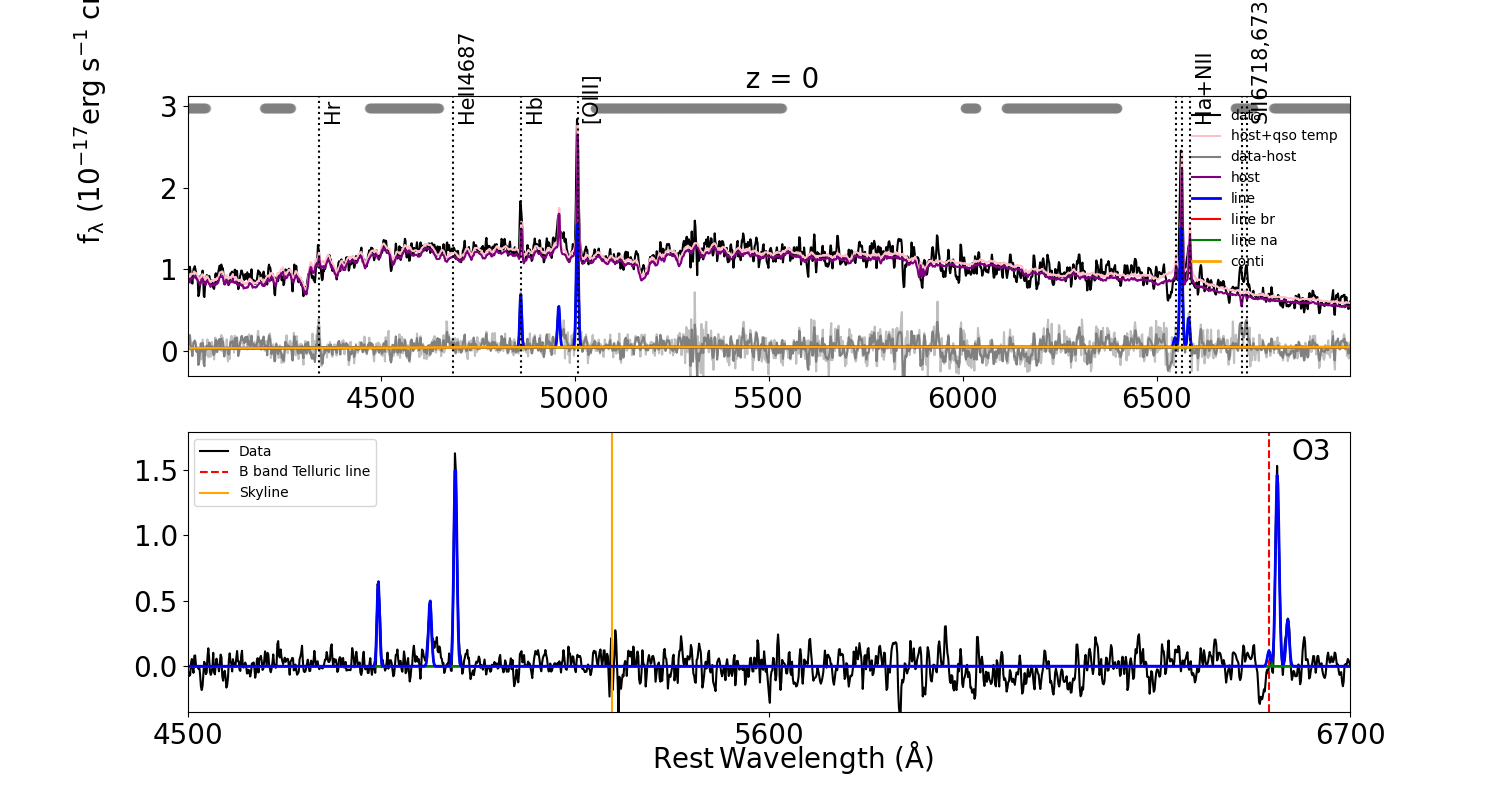 z = 0
f_λ (10^−17 erg s^−1
Hr
HeII4687
Hb
[OIII]
Ha+NII
SII6718,673
3
2
1
0
data
host+qso temp
data-host
host
line
line br
line na
conti
4500 5000 5500 6000 6500
O3
Data
B band Telluric line
Skyline
1.5
1.0
0.5
0.0
4500 5600 6700
Rest Wavelength (Å)